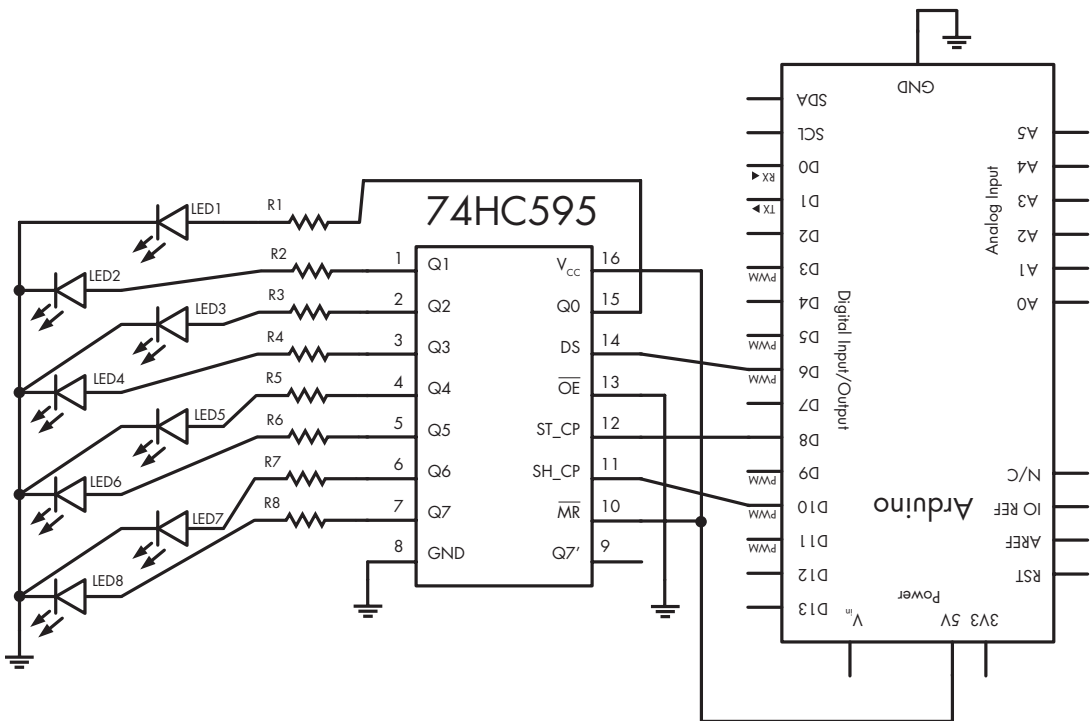 74HC595
LED1
R1
LED2
R2
LED3
R3
LED4
R4
LED5
R5
LED6
R6
LED7
R7
LED8
R8
1 Q1
2 Q2
3 Q3
4 Q4
5 Q5
6 Q6
7 Q7
8 GND
VCC 16
Q0 15
DS 14
OE 13
ST_CP 12
SH_CP 11
MR 10
Q7' 9
GND
SDA
SCL
D0
RX ◀
D1
TX ▶
D2
D3
PWM
D4
D5
PWM
D6
PWM
D7
D8
D9
PWM
D10
PWM
D11
PWM
D12
D13
Digital Input/Output
Arduino
Analog Input
A5
A4
A3
A2
A1
A0
N/C
IO REF
AREF
RST
Power
Vin
5V
3V3